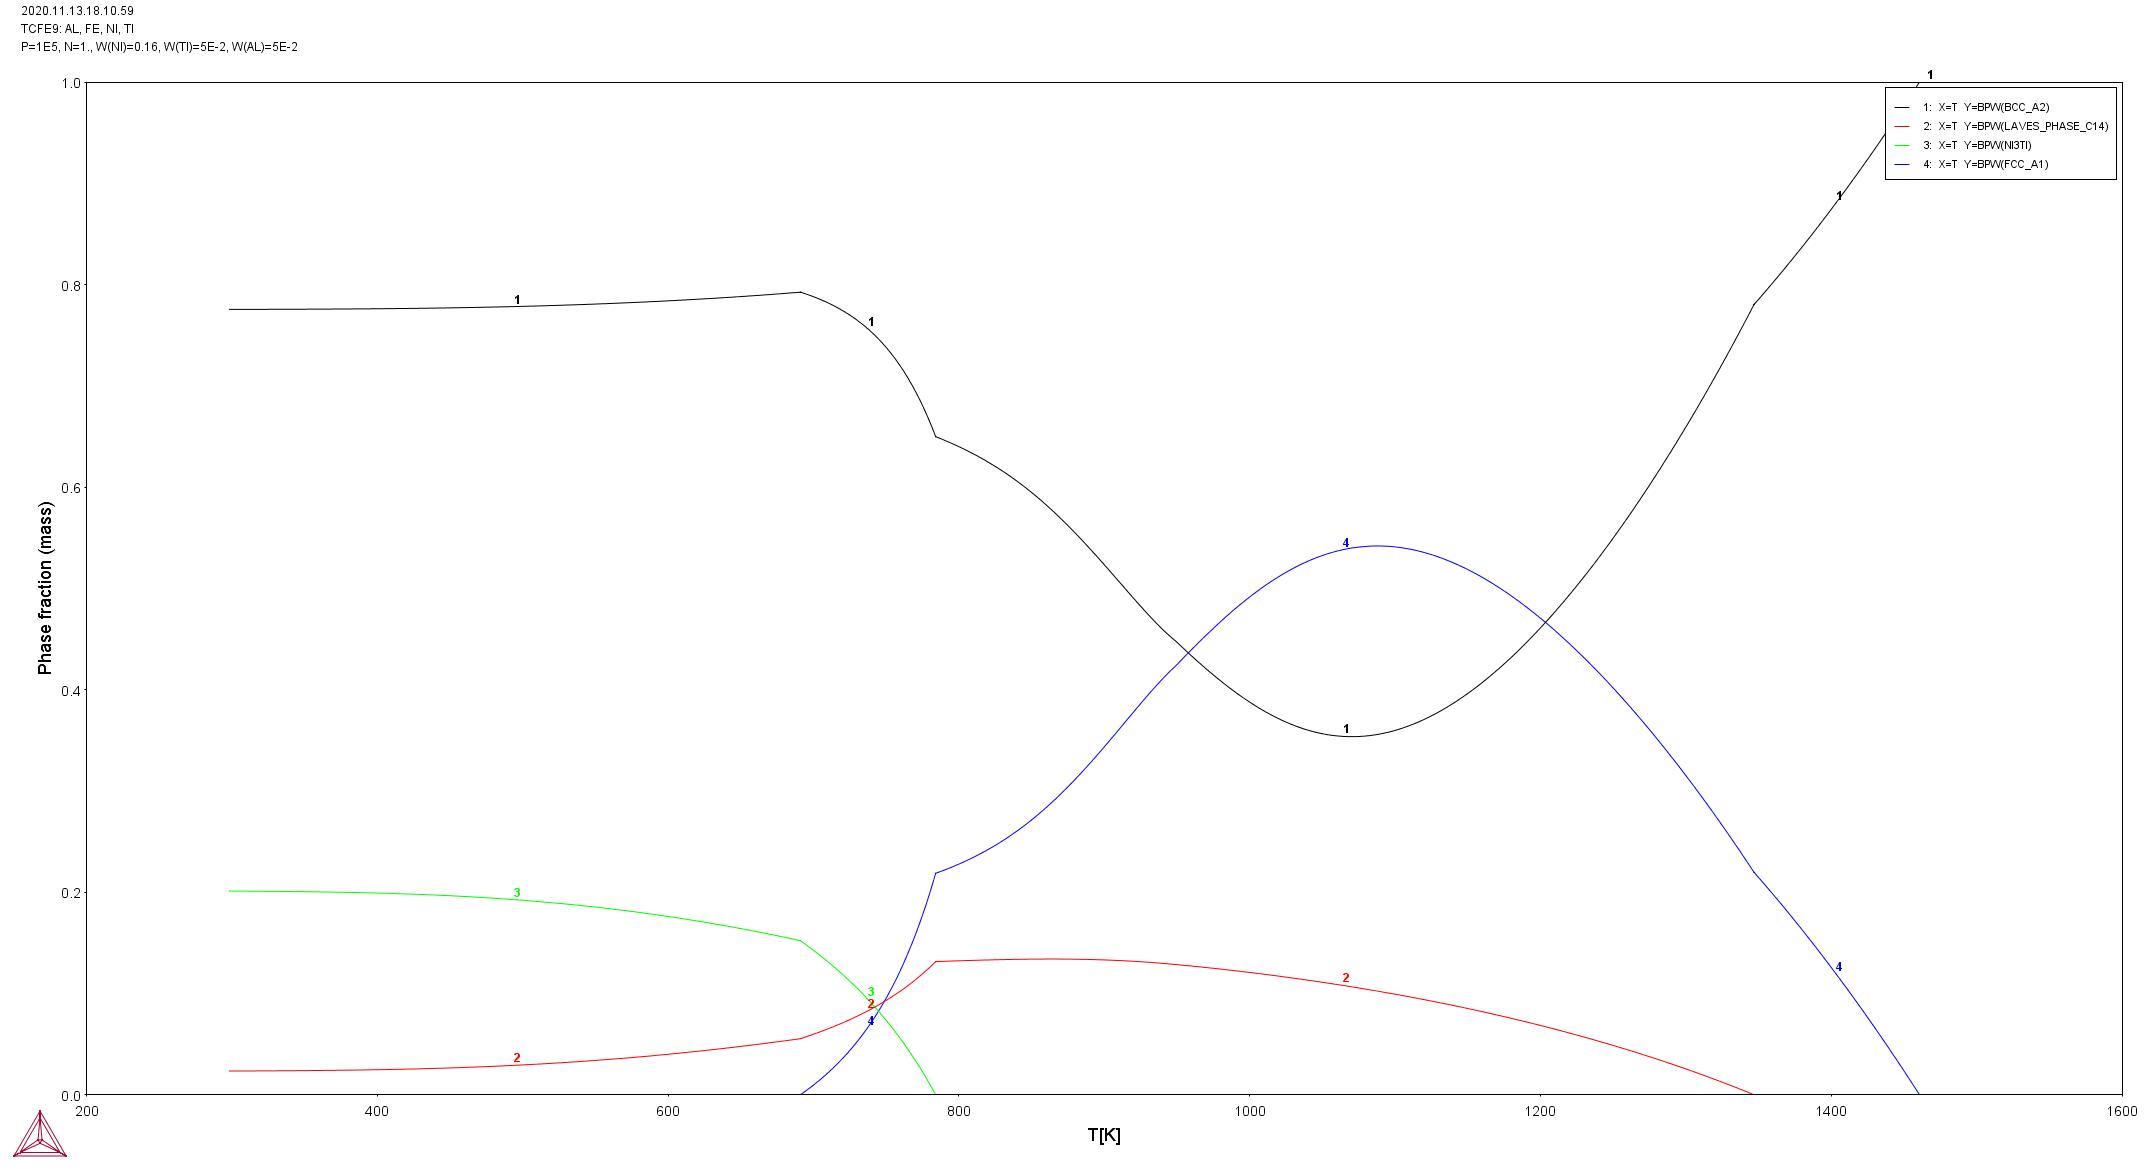 2020.11.13.18.10.59
TCFE9: AL, FE, NI, TI
P=1E5, N=1., W(NI)=0.16, W(TI)=5E-2, W(AL)=5E-2
1.0
0.8
0.6
0.4
0.2
0.0
Phase fraction (mass)
1
1: X=T Y=BPW(BCC_A2)
2: X=T Y=BPW(LAVES_PHASE_C14)
3: X=T Y=BPW(NI3TI)
4: X=T Y=BPW(FCC_A1)
1
1
1
4
1
3
3
2
4
2
2
4
200 400 600 800 1000 1200 1400 1600
T[K]